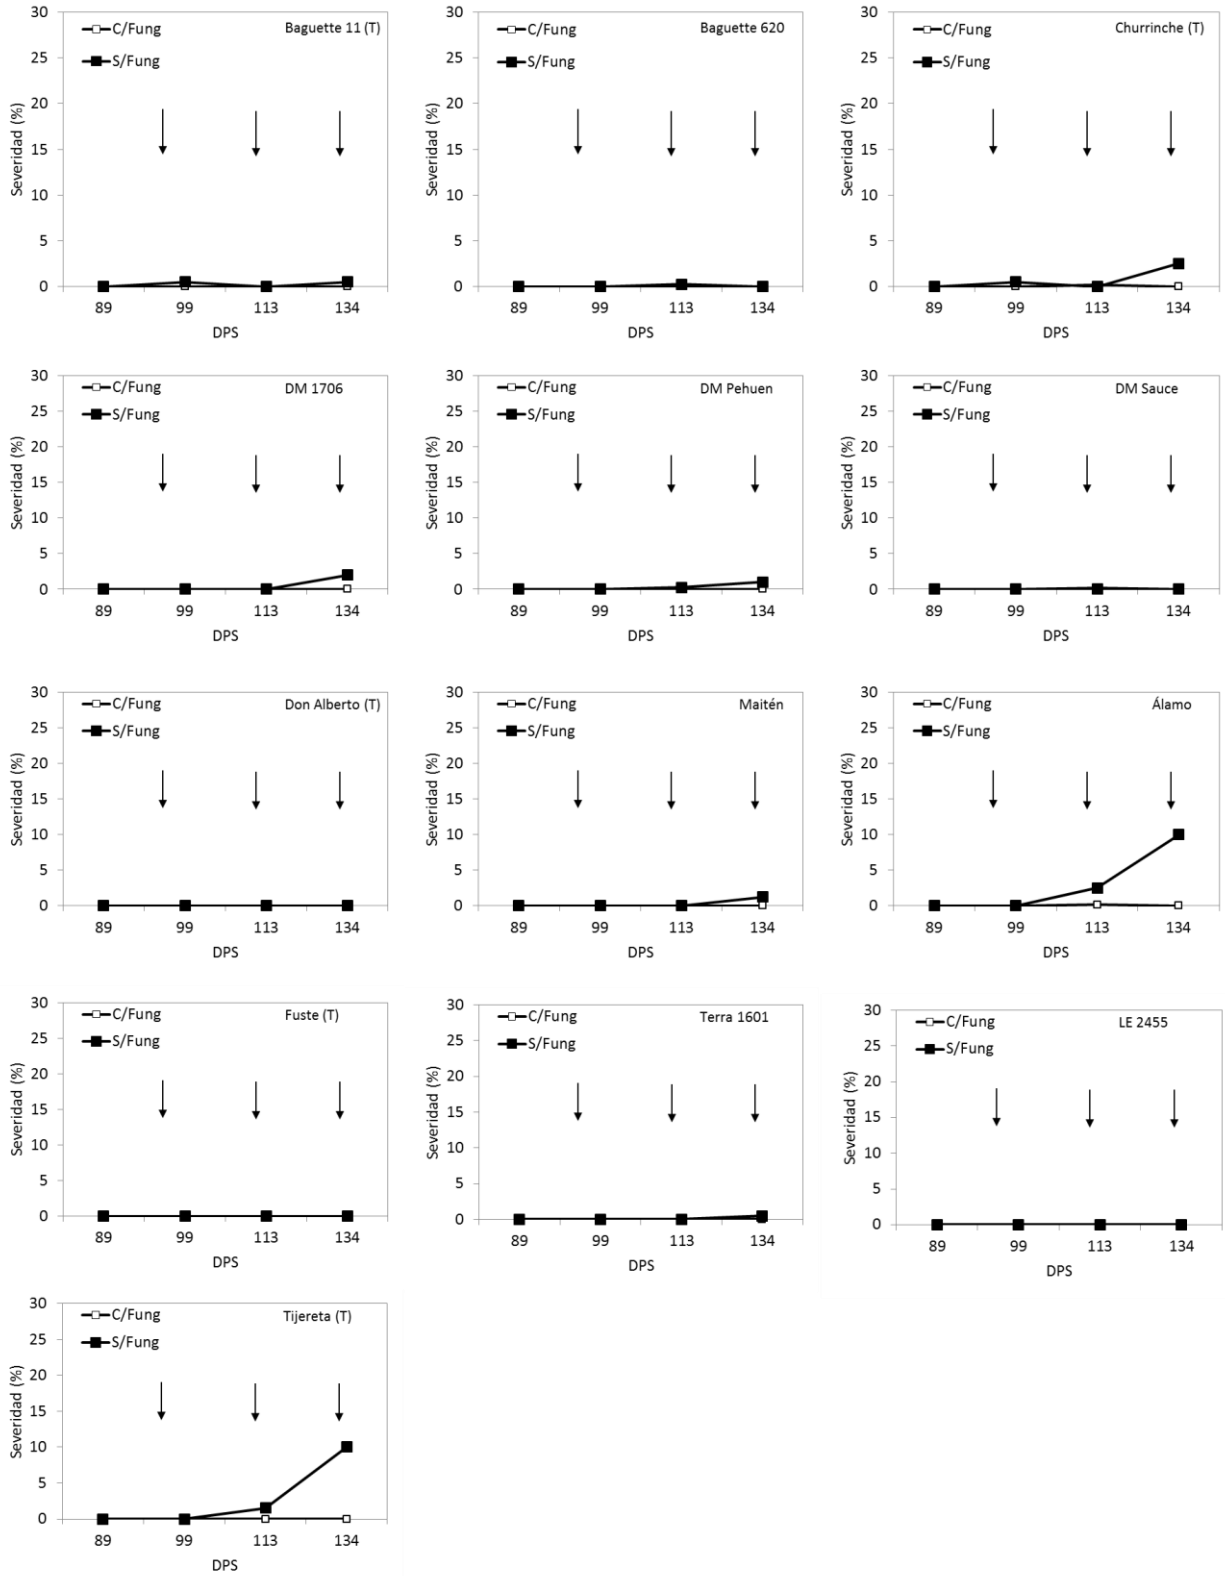 30
25
20
15
10
5
0
Severidad (%)
C/Fung
S/Fung
Baguette 11 (T)
89 99 113 134
DPS
30
25
20
15
10
5
0
Severidad (%)
C/Fung
S/Fung
Baguette 620
89 99 113 134
DPS
30
25
20
15
10
5
0
Severidad (%)
C/Fung
S/Fung
Churrinche (T)
89 99 113 134
DPS
30
25
20
15
10
5
0
Severidad (%)
C/Fung
S/Fung
DM 1706
89 99 113 134
DPS
30
25
20
15
10
5
0
Severidad (%)
C/Fung
S/Fung
DM Pehuen
89 99 113 134
DPS
30
25
20
15
10
5
0
Severidad (%)
C/Fung
S/Fung
DM Sauce
89 99 113 134
DPS
30
25
20
15
10
5
0
Severidad (%)
C/Fung
S/Fung
Don Alberto (T)
89 99 113 134
DPS
30
25
20
15
10
5
0
Severidad (%)
C/Fung
S/Fung
Maitén
89 99 113 134
DPS
30
25
20
15
10
5
0
Severidad (%)
C/Fung
S/Fung
Álamo
89 99 113 134
DPS
30
25
20
15
10
5
0
Severidad (%)
C/Fung
S/Fung
Fuste (T)
89 99 113 134
DPS
30
25
20
15
10
5
0
Severidad (%)
C/Fung
S/Fung
Terra 1601
89 99 113 134
DPS
30
25
20
15
10
5
0
Severidad (%)
C/Fung
S/Fung
LE 2455
89 99 113 134
DPS
30
25
20
15
10
5
0
Severidad (%)
C/Fung
S/Fung
Tijereta (T)
89 99 113 134
DPS